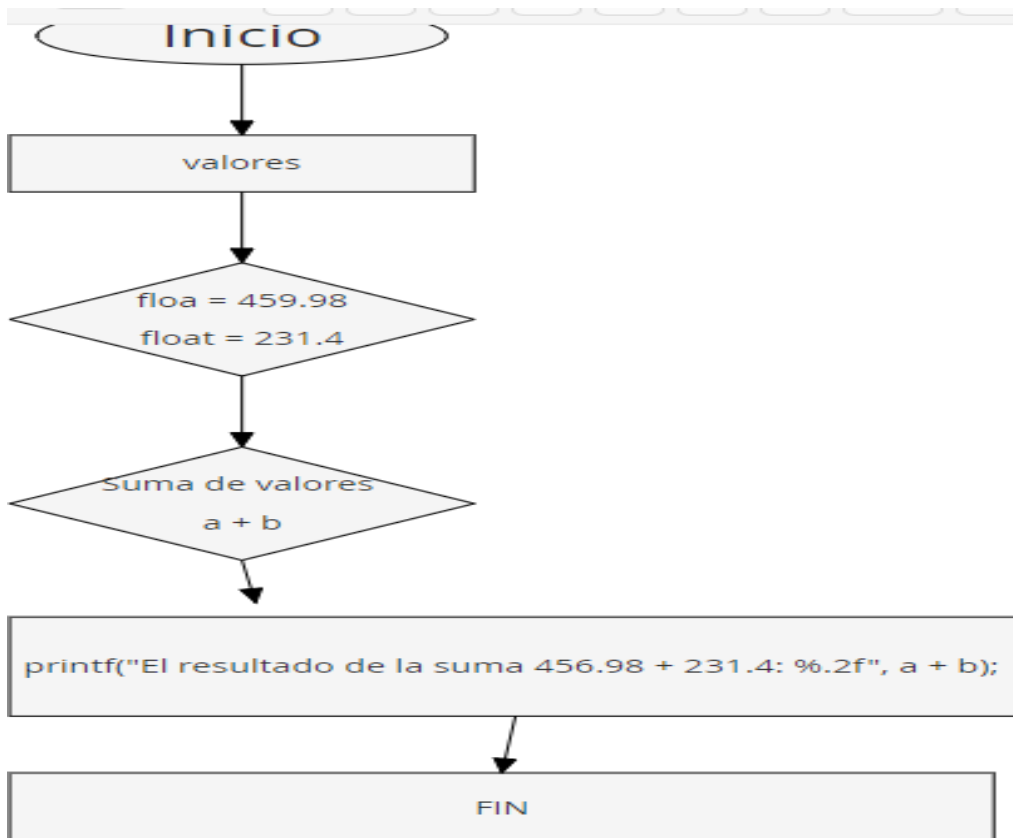 Inicio
valores
floa = 459.98
float = 231.4
Suma de valores
a + b
printf("El resultado de la suma 456.98 + 231.4: %.2f", a + b);
FIN